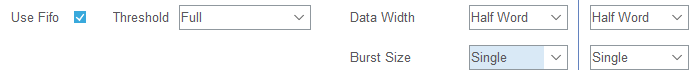 Use Fifo Threshold Full Data Width Half Word Half Word
Burst Size Single Single